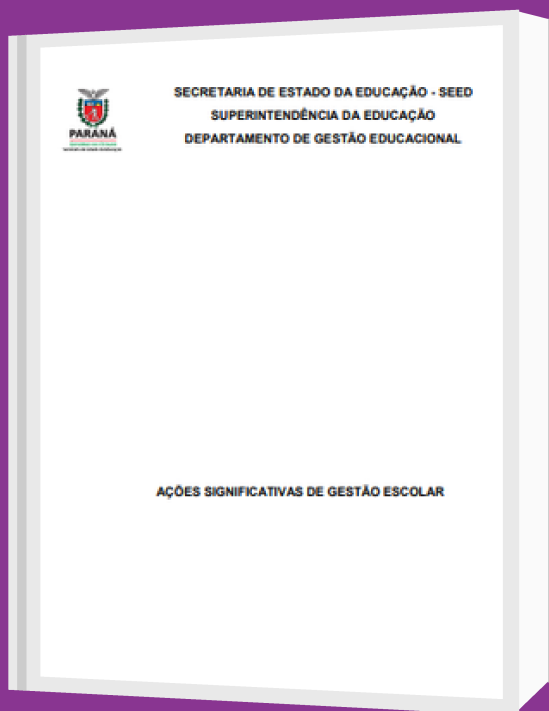 SECRETARIA DE ESTADO DA EDUCAÇÃO - SEED
SUPERINTENDÊNCIA DA EDUCAÇÃO
DEPARTAMENTO DE GESTÃO EDUCACIONAL
PARANÁ
AÇÕES SIGNIFICATIVAS DE GESTÃO ESCOLAR